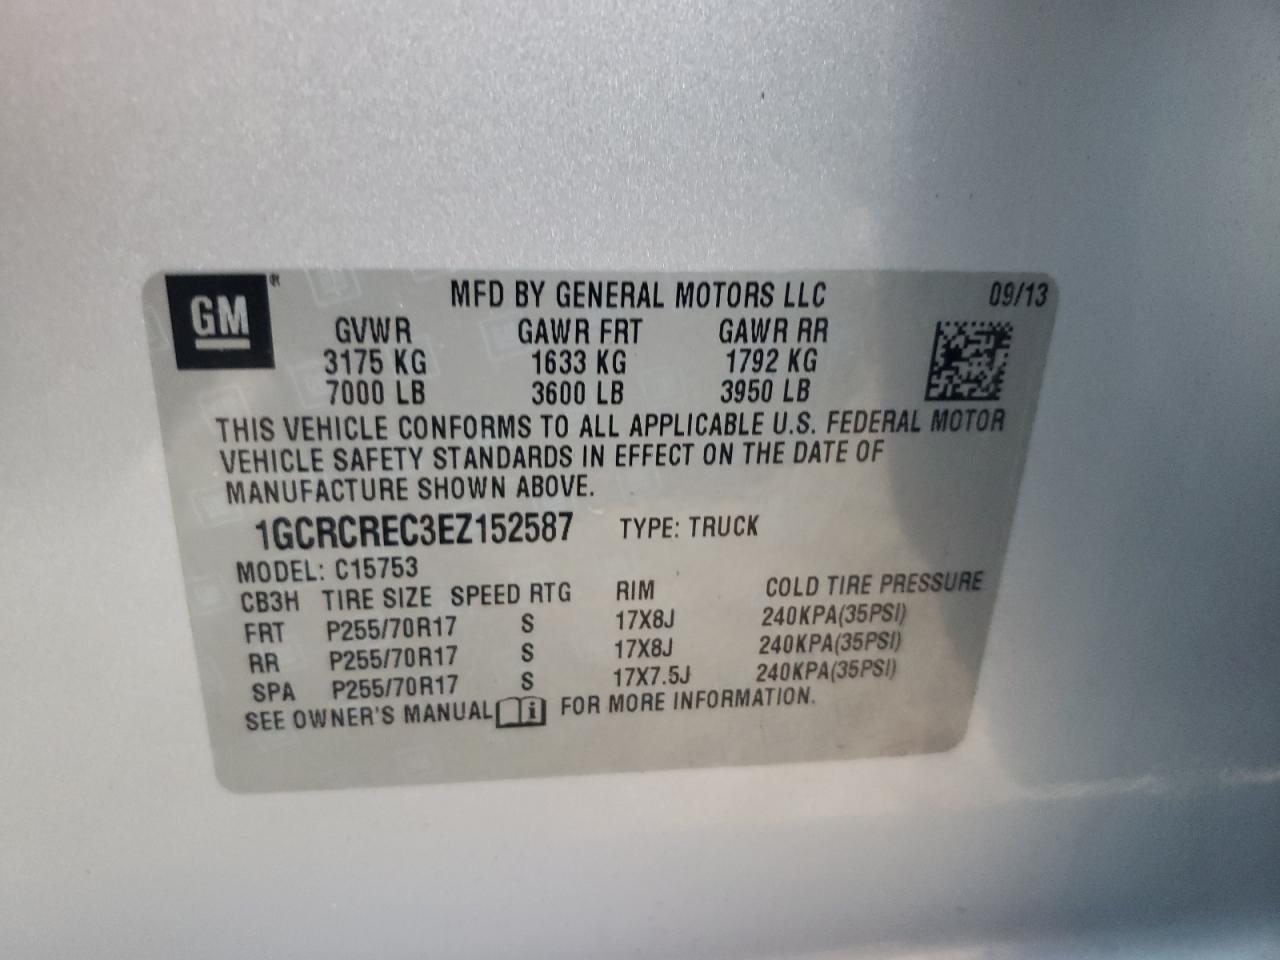 GM®
MFD BY GENERAL MOTORS LLC 09/13
GVWR GAWR FRT GAWR RR
3175 KG 1633 KG 1792 KG
7000 LB 3600 LB 3950 LB
THIS VEHICLE CONFORMS TO ALL APPLICABLE U.S. FEDERAL MOTOR
VEHICLE SAFETY STANDARDS IN EFFECT ON THE DATE OF
MANUFACTURE SHOWN ABOVE.
1GCRCREC3EZ152587 TYPE: TRUCK
MODEL: C15753
CB3H TIRE SIZE SPEED RTG RIM COLD TIRE PRESSURE
FRT P255/70R17 S 17X8J 240KPA(35PSI)
RR P255/70R17 S 17X8J 240KPA(35PSI)
SPA P255/70R17 S 17X7.5J 240KPA(35PSI)
SEE OWNER'S MANUAL i FOR MORE INFORMATION.